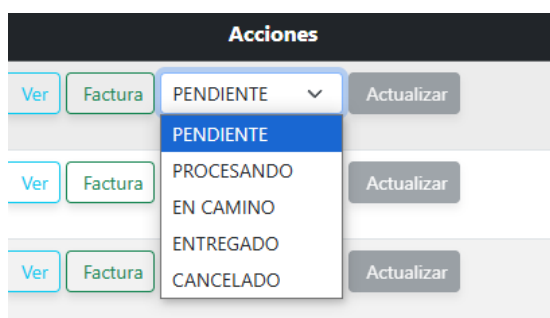 Acciones
Ver Factura PENDIENTE Actualizar
PENDIENTE
PROCESANDO
Ver Factura Actualizar
EN CAMINO
ENTREGADO
Ver Factura Actualizar
CANCELADO